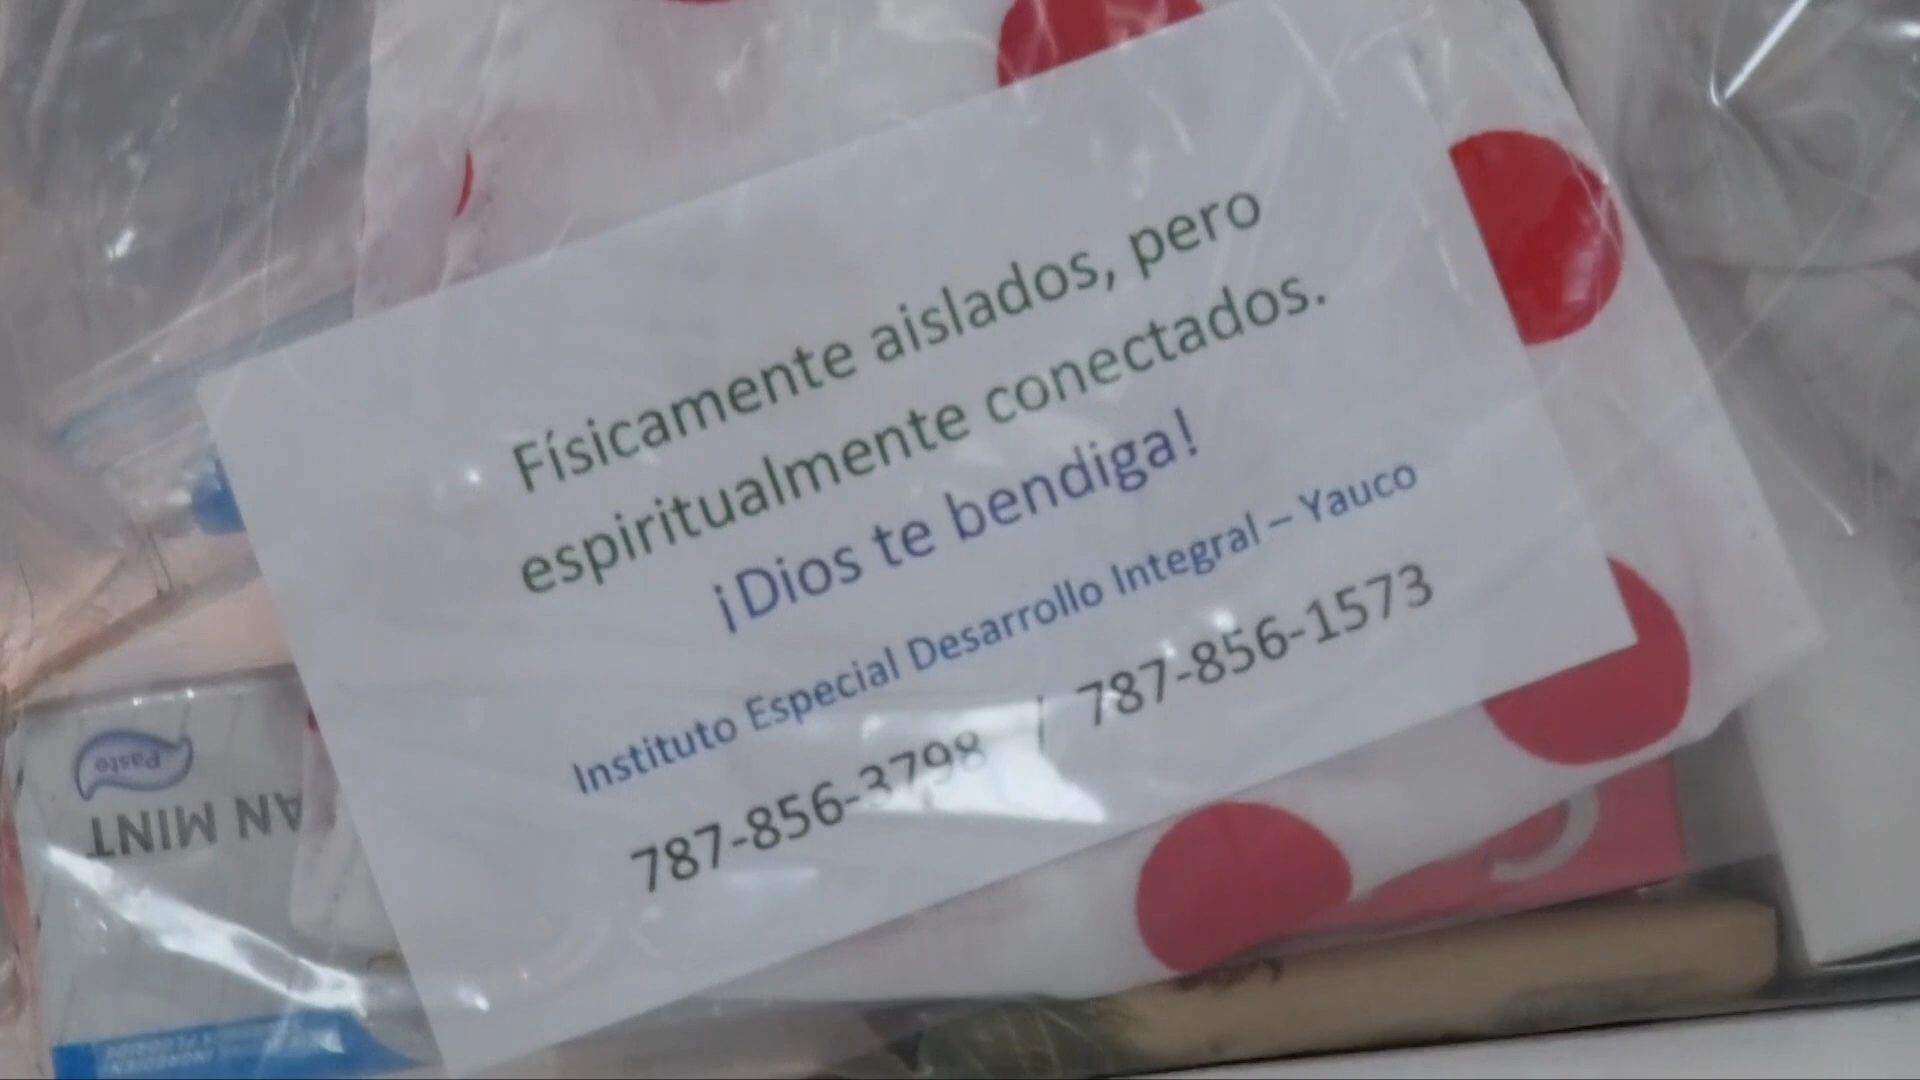 Físicamente aislados, pero
espiritualmente conectados.
¡Dios te bendiga!
Instituto Especial Desarrollo Integral – Yauco
787-856-3798 | 787-856-1573
Paste
AN MINT